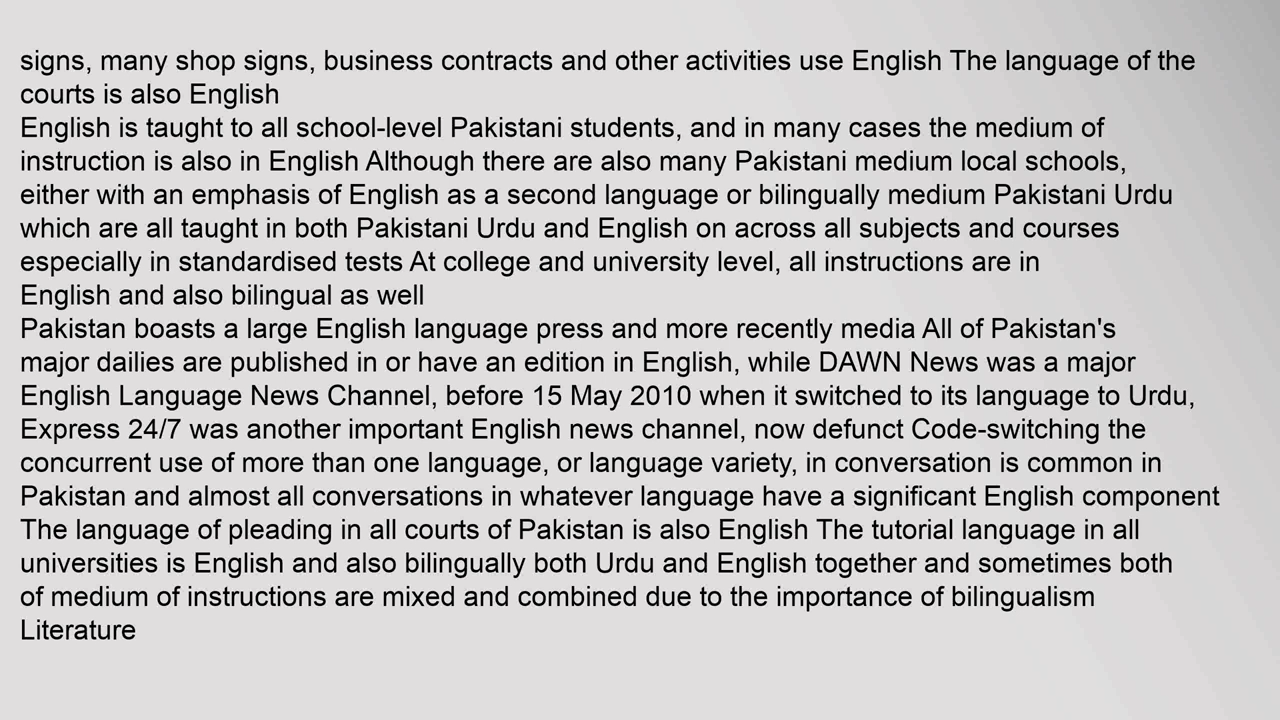 signs, many shop signs, business contracts and other activities use English The language of the
courts is also English
English is taught to all school-level Pakistani students, and in many cases the medium of
instruction is also in English Although there are also many Pakistani medium local schools,
either with an emphasis of English as a second language or bilingually medium Pakistani Urdu
which are all taught in both Pakistani Urdu and English on across all subjects and courses
especially in standardised tests At college and university level, all instructions are in
English and also bilingual as well
Pakistan boasts a large English language press and more recently media All of Pakistan's
major dailies are published in or have an edition in English, while DAWN News was a major
English Language News Channel, before 15 May 2010 when it switched to its language to Urdu,
Express 24/7 was another important English news channel, now defunct Code-switching the
concurrent use of more than one language, or language variety, in conversation is common in
Pakistan and almost all conversations in whatever language have a significant English component
The language of pleading in all courts of Pakistan is also English The tutorial language in all
universities is English and also bilingually both Urdu and English together and sometimes both
of medium of instructions are mixed and combined due to the importance of bilingualism
Literature